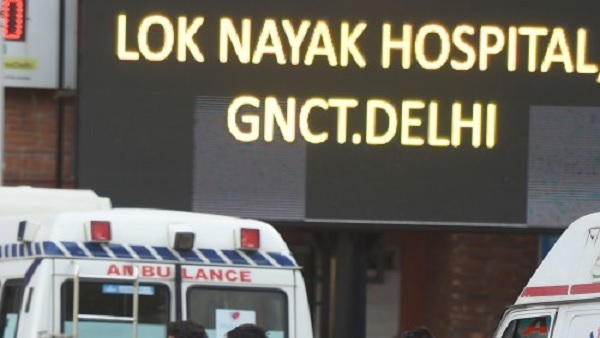 LOK NAYAK HOSPITAL,
GNCT.DELHI
AMBULANCE